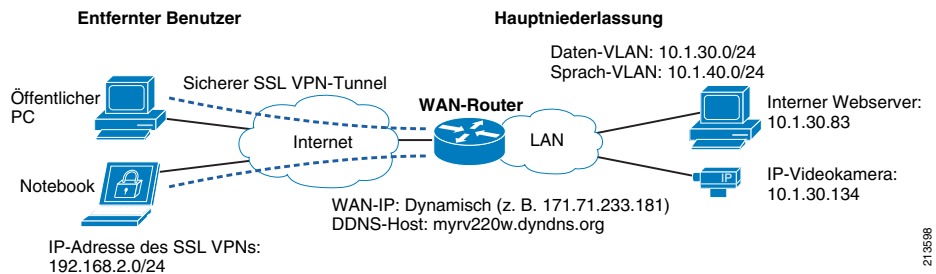 Entfernter Benutzer
Hauptniederlassung
Daten-VLAN: 10.1.30.0/24
Sprach-VLAN: 10.1.40.0/24
Sicherer SSL VPN-Tunnel
Öffentlicher
PC
WAN-Router
Interner Webserver:
10.1.30.83
Internet
LAN
Notebook
IP
IP-Videokamera:
10.1.30.134
WAN-IP: Dynamisch (z. B. 171.71.233.181)
DDNS-Host: myrv220w.dyndns.org
IP-Adresse des SSL VPNs:
192.168.2.0/24
213598